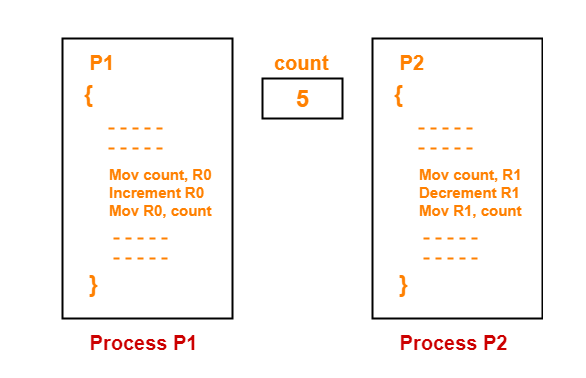 P1
{
- - - - -
- - - - -
Mov count, R0
Increment R0
Mov R0, count
- - - - -
- - - - -
}
Process P1
count
5
P2
{
- - - - -
- - - - -
Mov count, R1
Decrement R1
Mov R1, count
- - - - -
- - - - -
}
Process P2